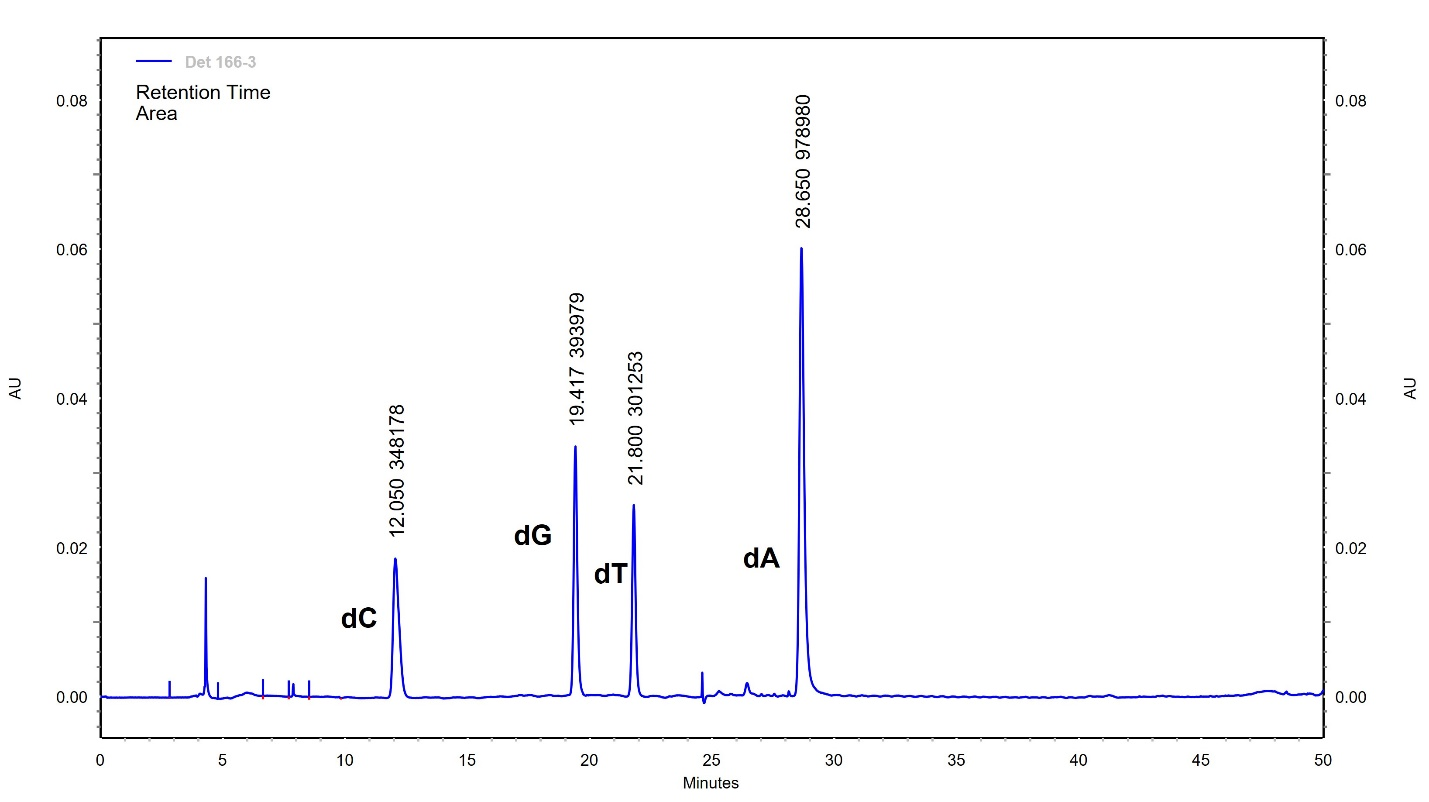 Det 166-3
Retention Time
Area
0.08
0.06
0.04
0.02
0.00
AU
12.050 348178
19.417 393979
21.800 301253
28.650 978980
dC
dG
dT
dA
0.08
0.06
0.04
0.02
0.00
AU
0 5 10 15 20 25 30 35 40 45 50
Minutes